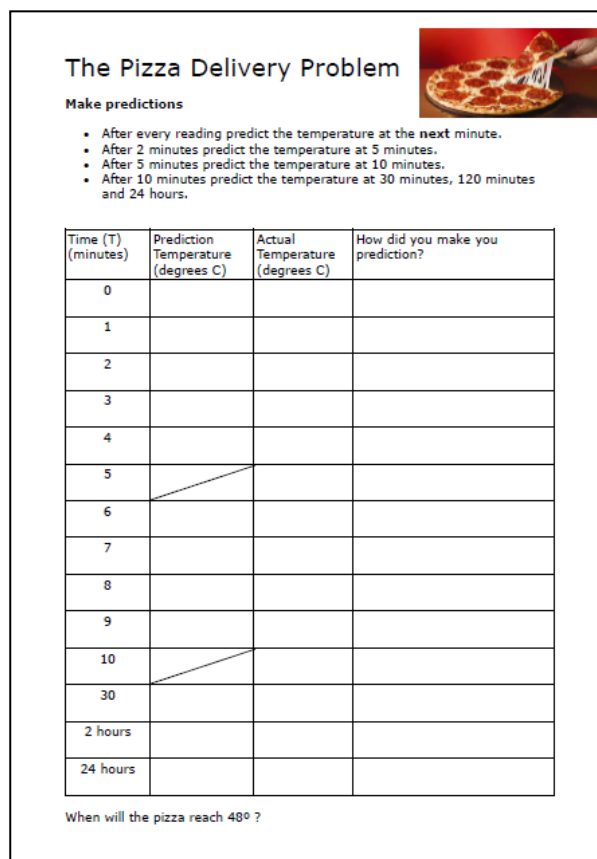 The Pizza Delivery Problem
Make predictions
• After every reading predict the temperature at the next minute.
• After 2 minutes predict the temperature at 5 minutes.
• After 5 minutes predict the temperature at 10 minutes.
• After 10 minutes predict the temperature at 30 minutes, 120 minutes
and 24 hours.
Time (T) Prediction Actual How did you make you
(minutes) Temperature Temperature prediction?
(degrees C) (degrees C)
0
1
2
3
4
5
6
7
8
9
10
30
2 hours
24 hours
When will the pizza reach 48º ?